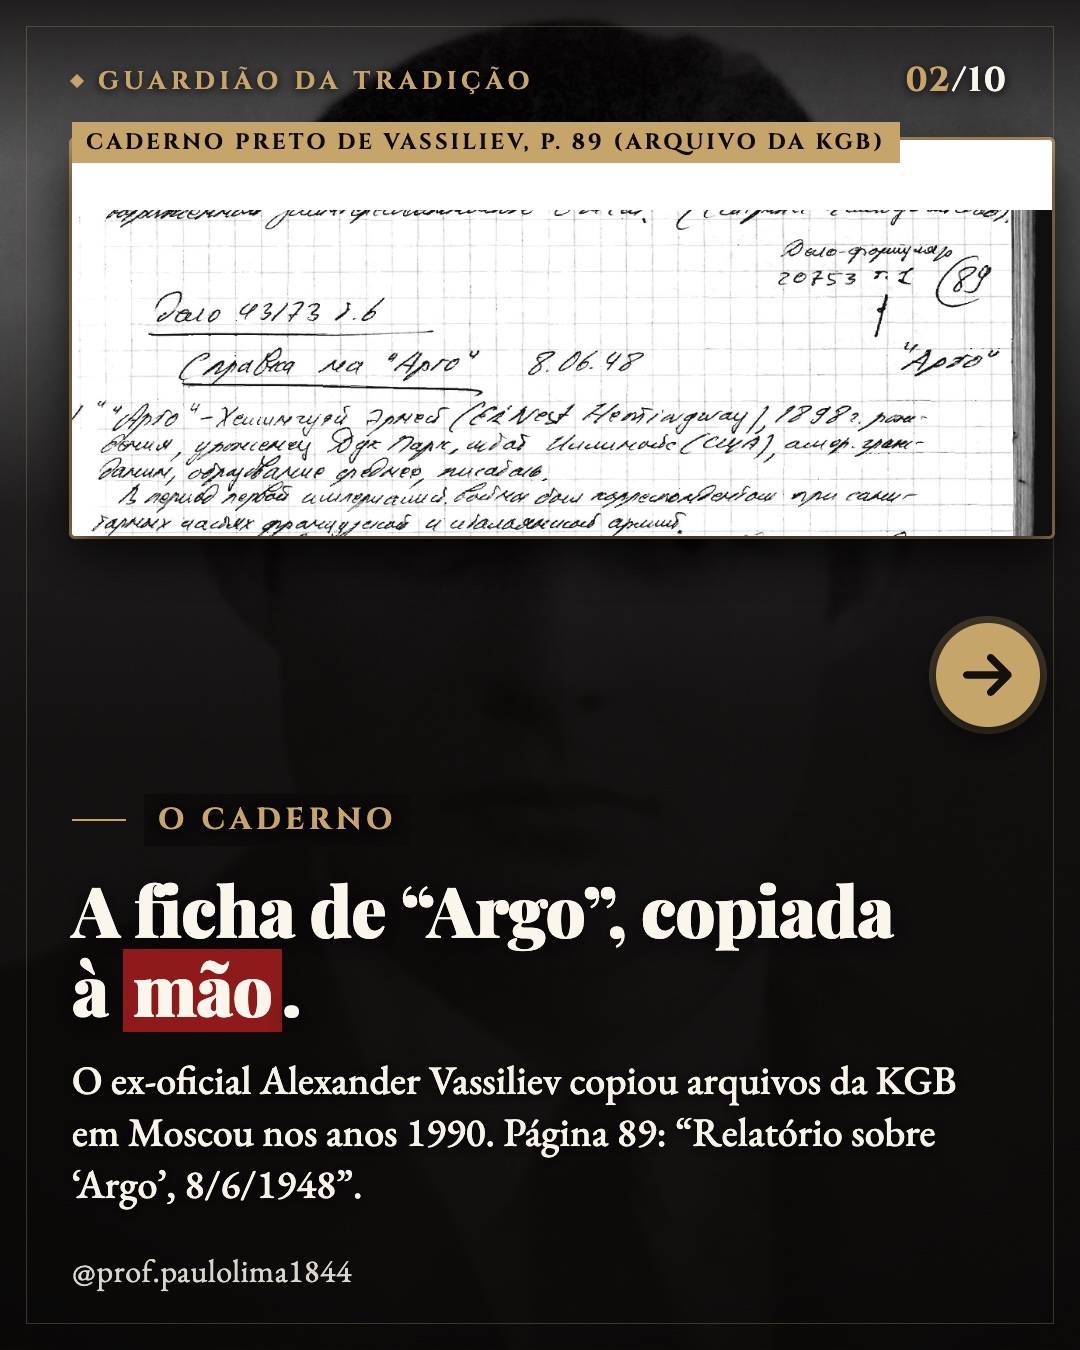 GUARDIÃO DA TRADIÇÃO
02/10
CADERNO PRETO DE VASSILIEV, P. 89 (ARQUIVO DA KGB)
Дело-формуляр
20753 т. 1
89
Дело 43173 т.6
Справка на "Арго" 8.06.48
"Арго"
"Арго" – Хемингуей Эрнест (Ernest Hemingway), 1898 г. рож-
дения, уроженец Оук Парк, штат Иллинойс (США), амер. граж-
данин, образование среднее, писатель.
В период первой империалист. войны был корреспондентом при сани-
тарных частях французской и итальянской армий.
O CADERNO
A ficha de “Argo”, copiada
à mão.
O ex-oficial Alexander Vassiliev copiou arquivos da KGB
em Moscou nos anos 1990. Página 89: “Relatório sobre
‘Argo’, 8/6/1948”.
@prof.paulolima1844